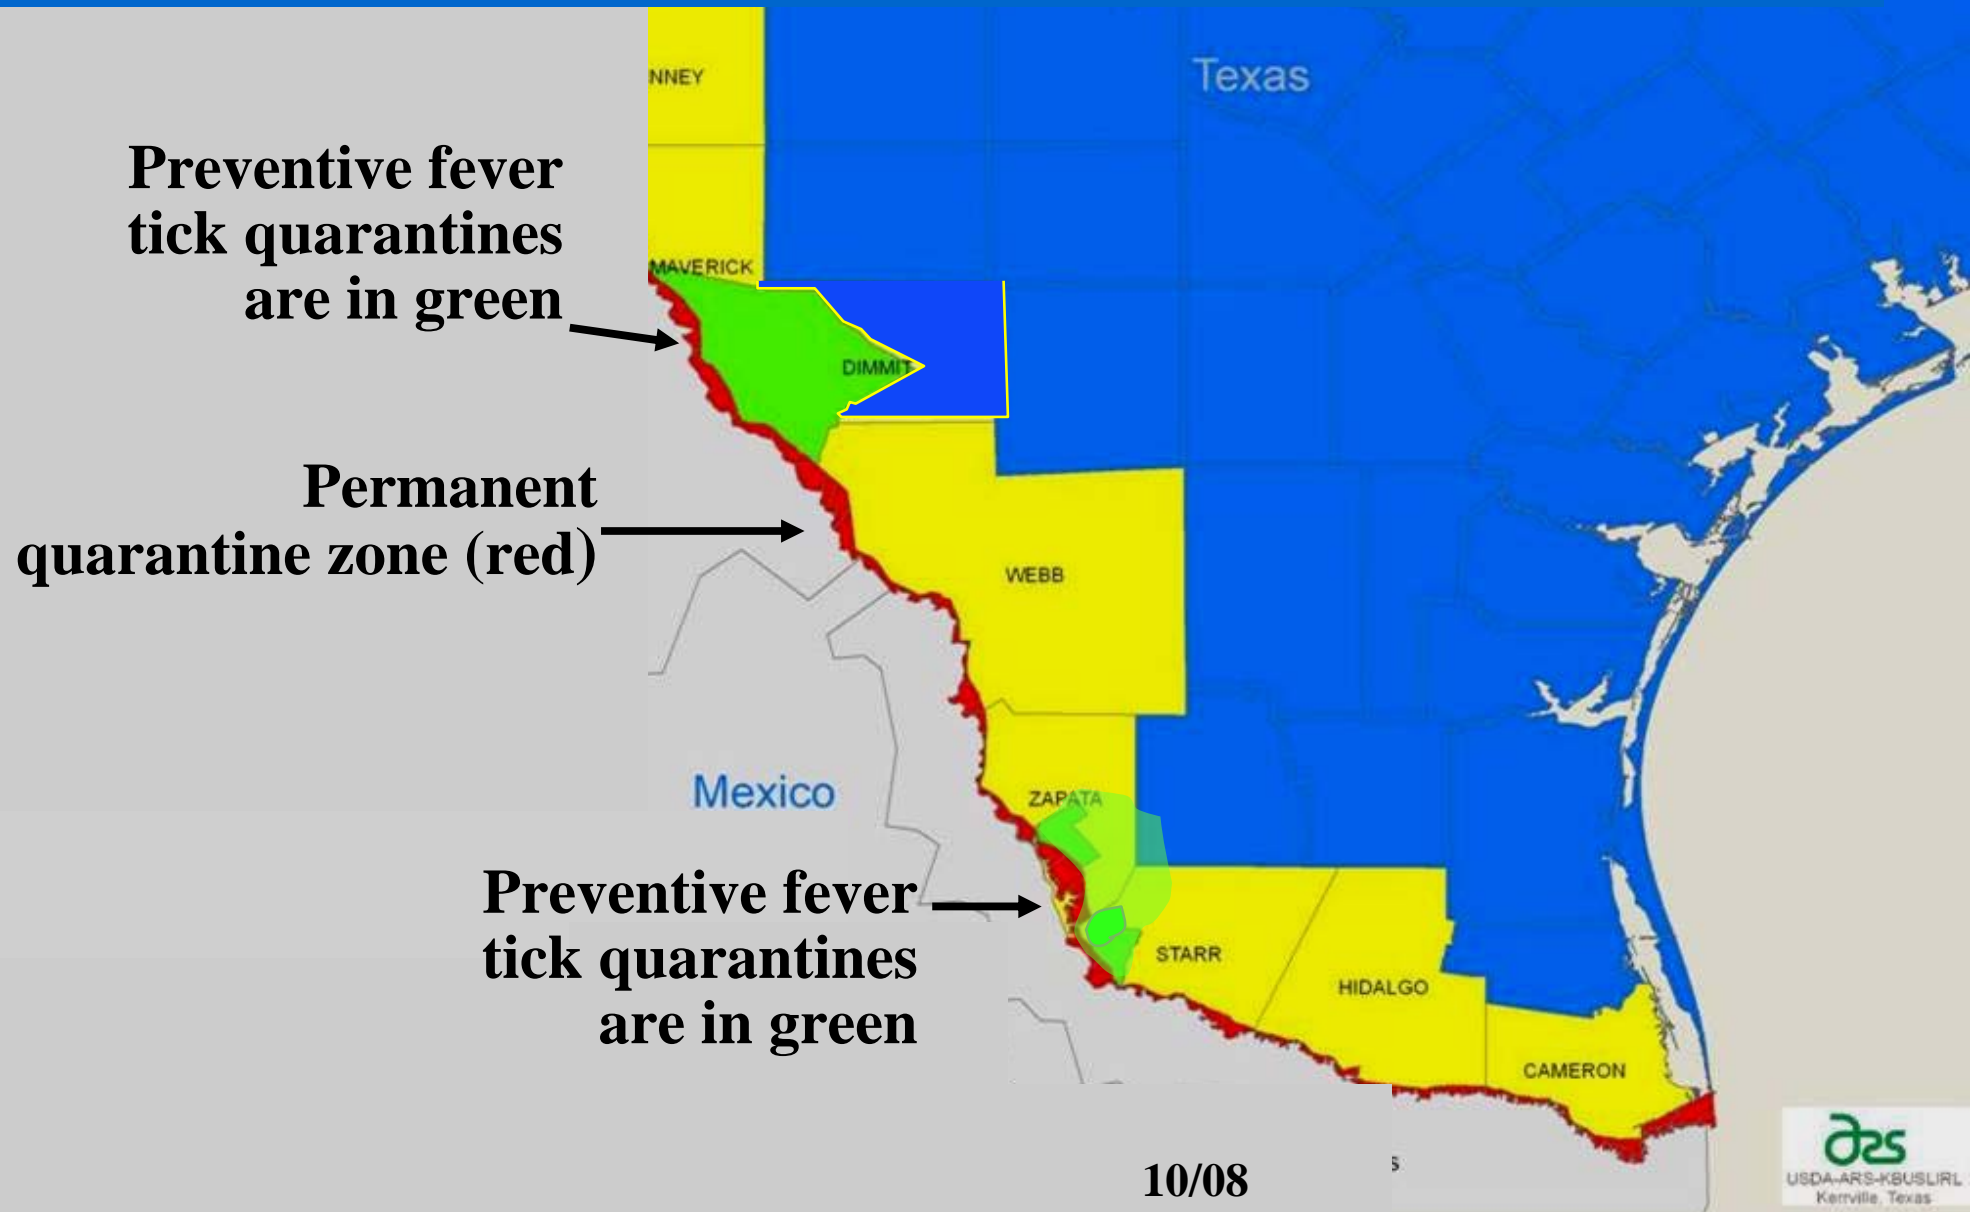 NNEY
Texas
Preventive fever
tick quarantines
are in green
MAVERICK
DIMMIT
Permanent
quarantine zone (red)
WEBB
Mexico
ZAPATA
Preventive fever
tick quarantines
are in green
STARR
HIDALGO
CAMERON
10/08
s
ars
USDA-ARS-KBUSLIRL
Kerrville, Texas